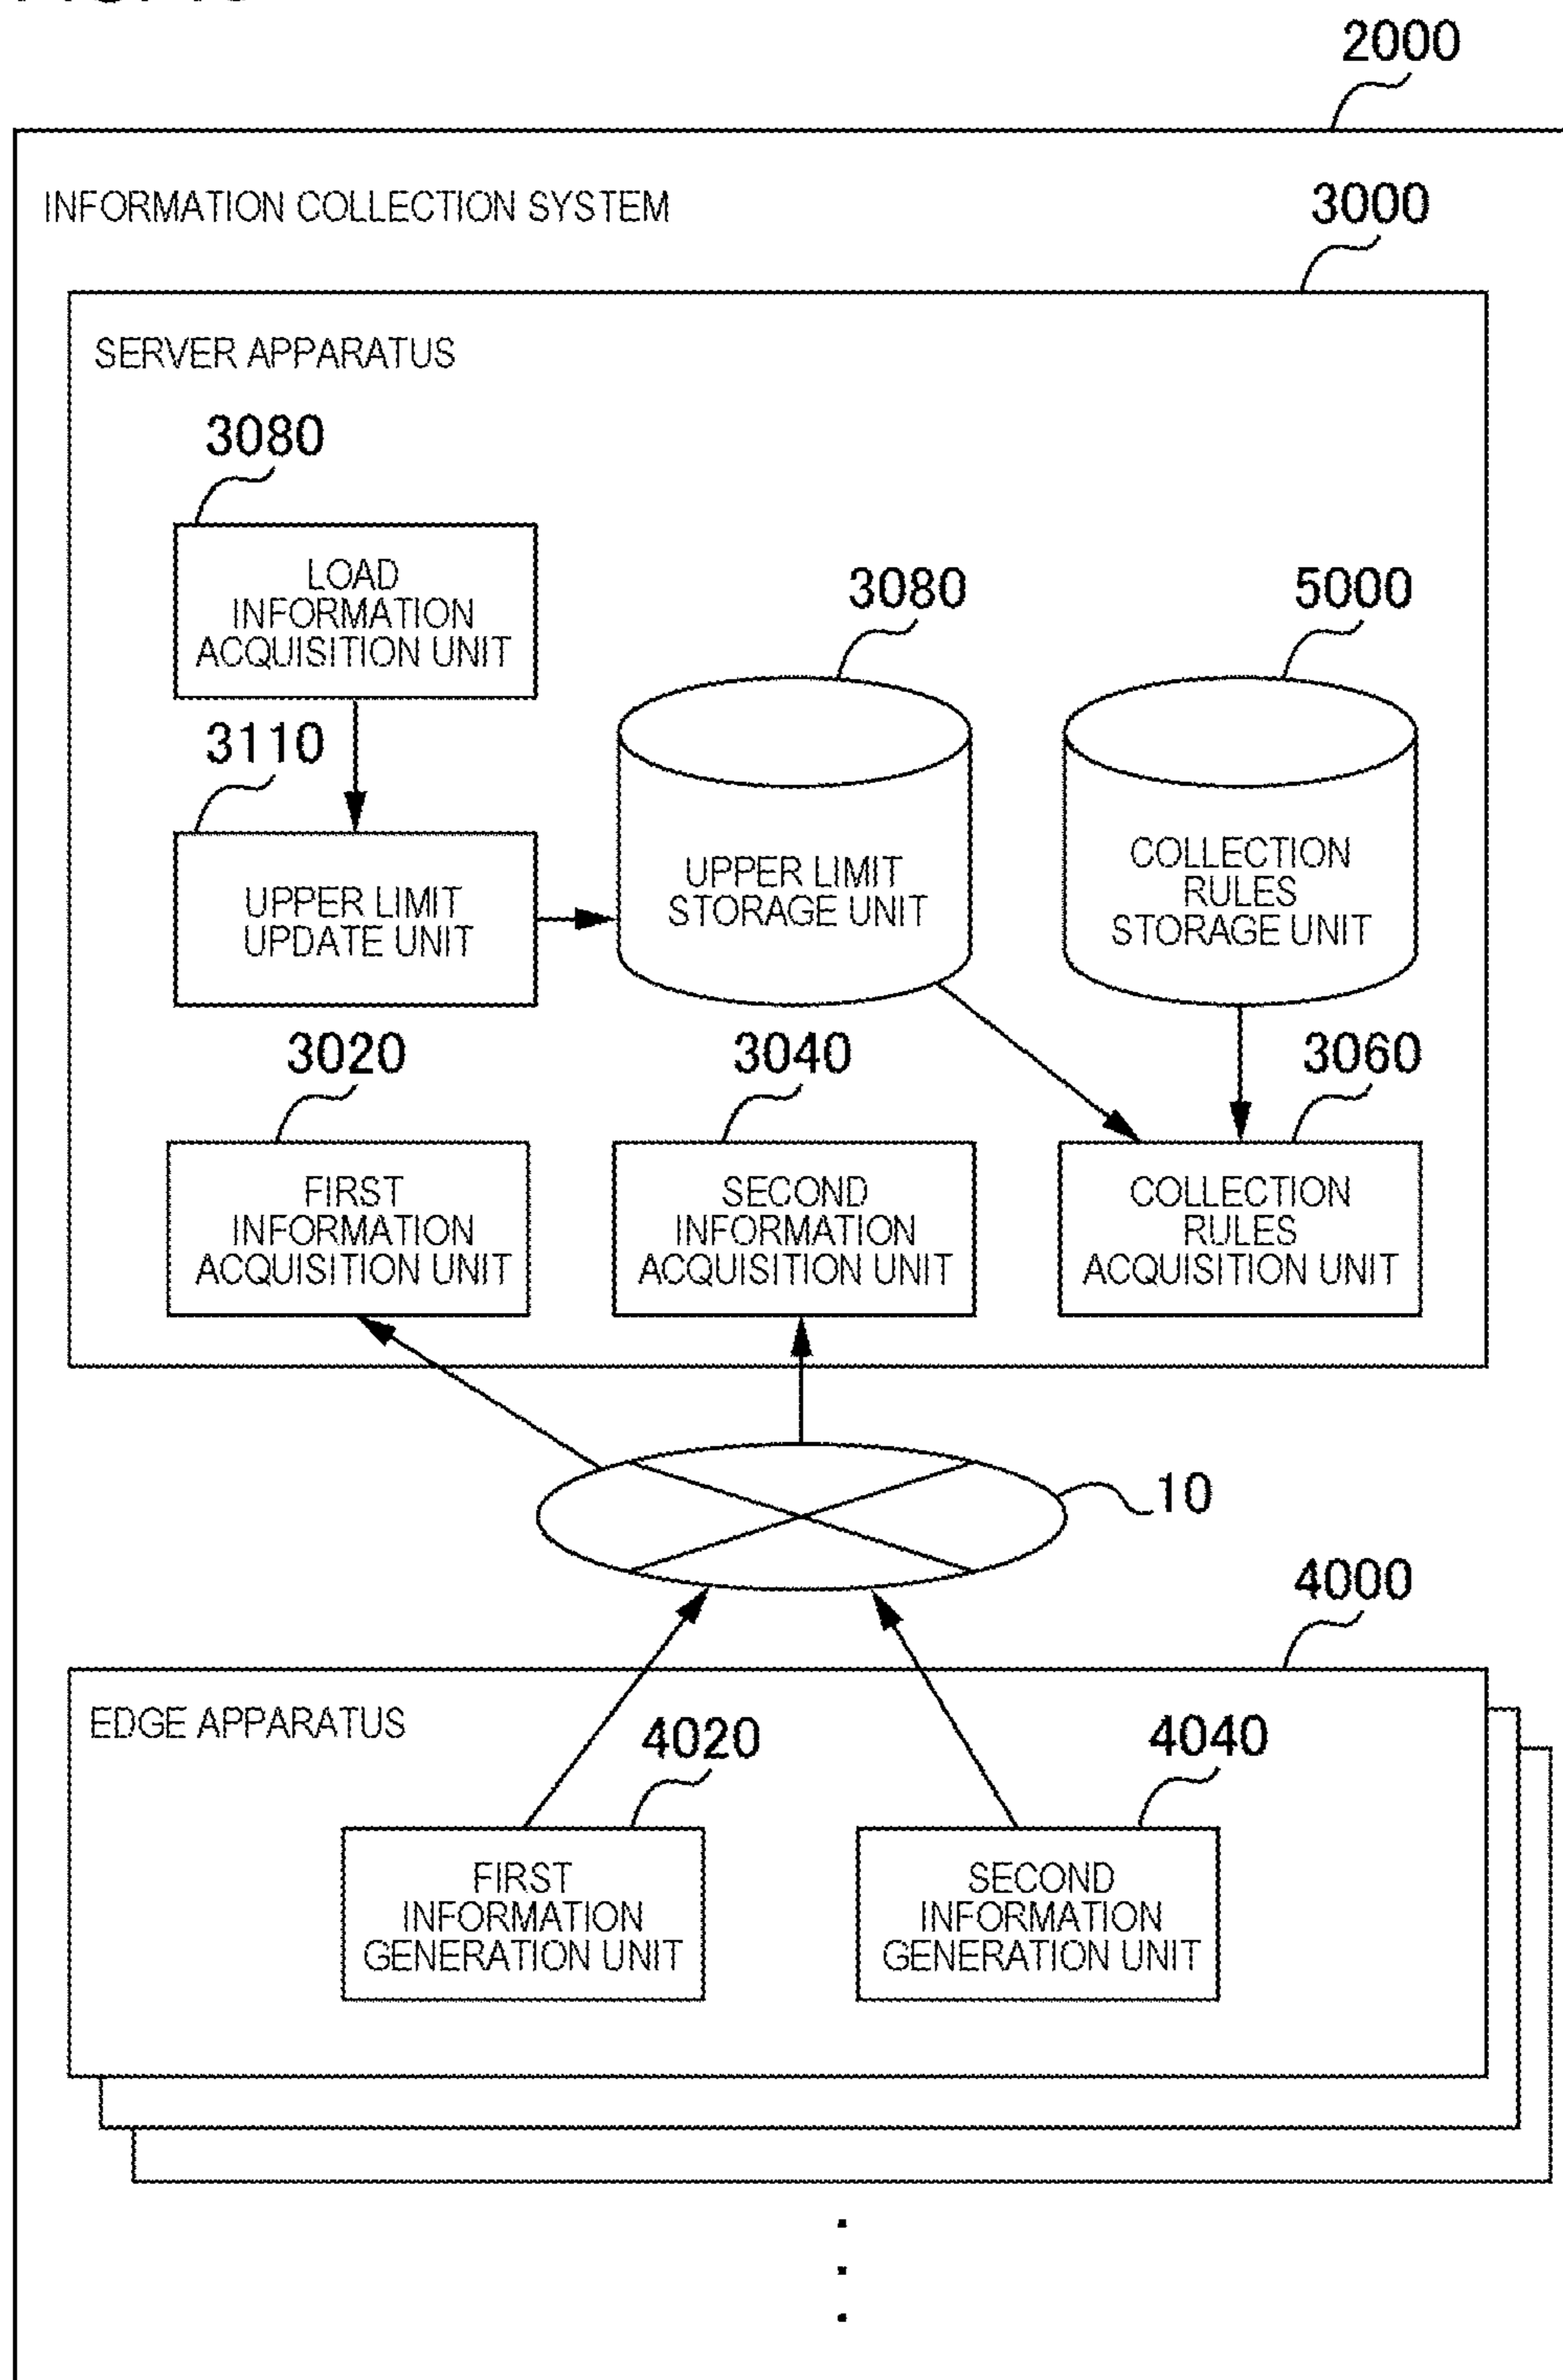 2000
INFORMATION COLLECTION SYSTEM
3000
SERVER APPARATUS
3080
LOAD
INFORMATION
ACQUISITION UNIT
3080
5000
3110
UPPER LIMIT
UPDATE UNIT
UPPER LIMIT
STORAGE UNIT
COLLECTION
RULES
STORAGE UNIT
3020
3040
3060
FIRST
INFORMATION
ACQUISITION UNIT
SECOND
INFORMATION
ACQUISITION UNIT
COLLECTION
RULES
ACQUISITION UNIT
10
4000
EDGE APPARATUS
4020
4040
FIRST
INFORMATION
GENERATION UNIT
SECOND
INFORMATION
GENERATION UNIT